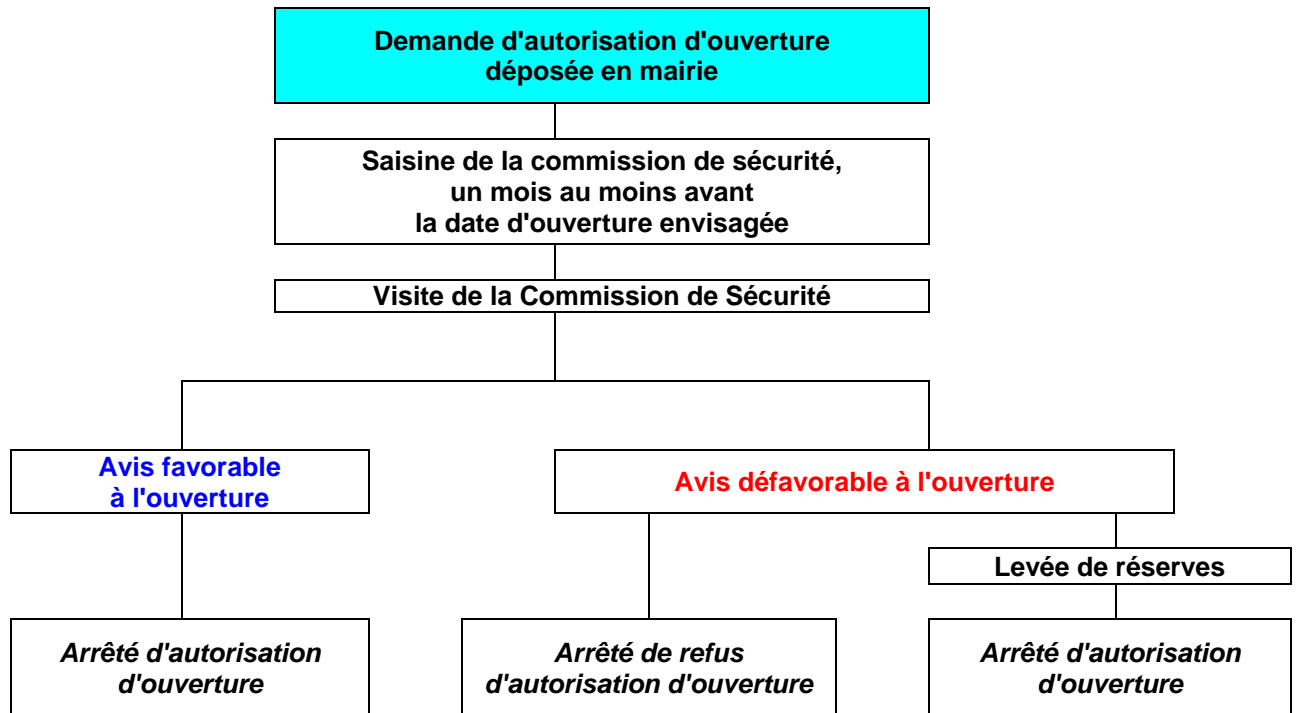 Demande d'autorisation d'ouverture
déposée en mairie
Saisine de la commission de sécurité,
un mois au moins avant
la date d'ouverture envisagée
Visite de la Commission de Sécurité
Avis favorable
à l'ouverture
Avis défavorable à l'ouverture
Levée de réserves
Arrêté d'autorisation
d'ouverture
Arrêté de refus
d'autorisation d'ouverture
Arrêté d'autorisation
d'ouverture